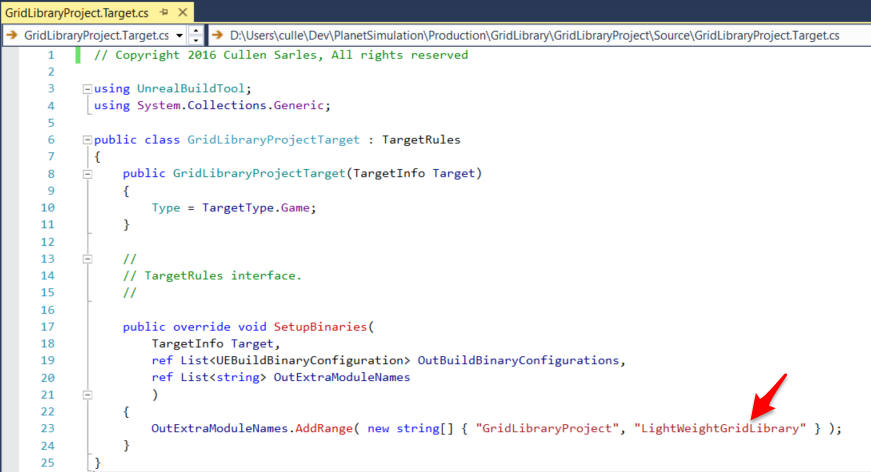 GridLibraryProject.Target.cs
GridLibraryProject.Target.cs D:\Users\culle\Dev\PlanetSimulation\Production\GridLibrary\GridLibraryProject\Source\GridLibraryProject.Target.cs
1 // Copyright 2016 Cullen Sarles, All rights reserved
2
3 using UnrealBuildTool;
4 using System.Collections.Generic;
5
6 public class GridLibraryProjectTarget : TargetRules
7 {
8 public GridLibraryProjectTarget(TargetInfo Target)
9 {
10 Type = TargetType.Game;
11 }
12
13 //
14 // TargetRules interface.
15 //
16
17 public override void SetupBinaries(
18 TargetInfo Target,
19 ref List<UEBuildBinaryConfiguration> OutBuildBinaryConfigurations,
20 ref List<string> OutExtraModuleNames
21 )
22 {
23 OutExtraModuleNames.AddRange( new string[] { "GridLibraryProject", "LightWeightGridLibrary" } );
24 }
25 }